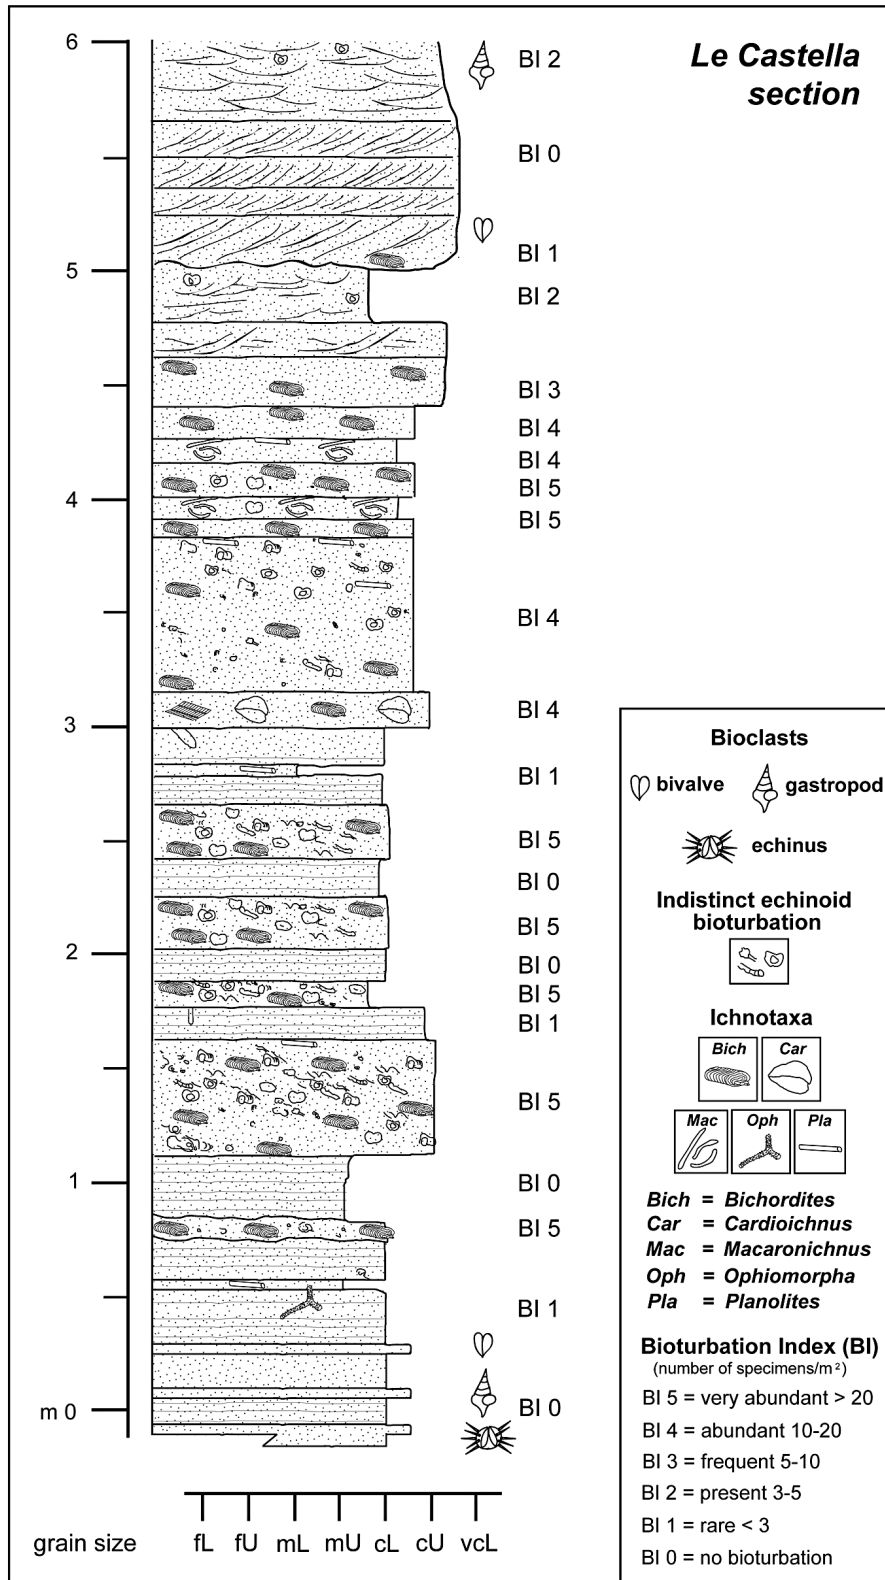 Le Castella
section
6
BI 2
BI 0
BI 1
5
BI 2
BI 3
BI 4
BI 4
BI 5
4
BI 5
BI 4
BI 4
3
BI 1
BI 5
BI 0
BI 5
2
BI 0
BI 5
BI 1
BI 5
1
BI 0
BI 5
BI 1
m 0
BI 0
grain size
fL fU mL mU cL cU vcL
Bioclasts
bivalve
gastropod
echinus
Indistinct echinoid
bioturbation
Ichnotaxa
Bich Car
Mac Oph Pla
Bich = Bichordites
Car = Cardioichnus
Mac = Macaronichnus
Oph = Ophiomorpha
Pla = Planolites
Bioturbation Index (BI)
(number of specimens/m²)
BI 5 = very abundant > 20
BI 4 = abundant 10-20
BI 3 = frequent 5-10
BI 2 = present 3-5
BI 1 = rare < 3
BI 0 = no bioturbation